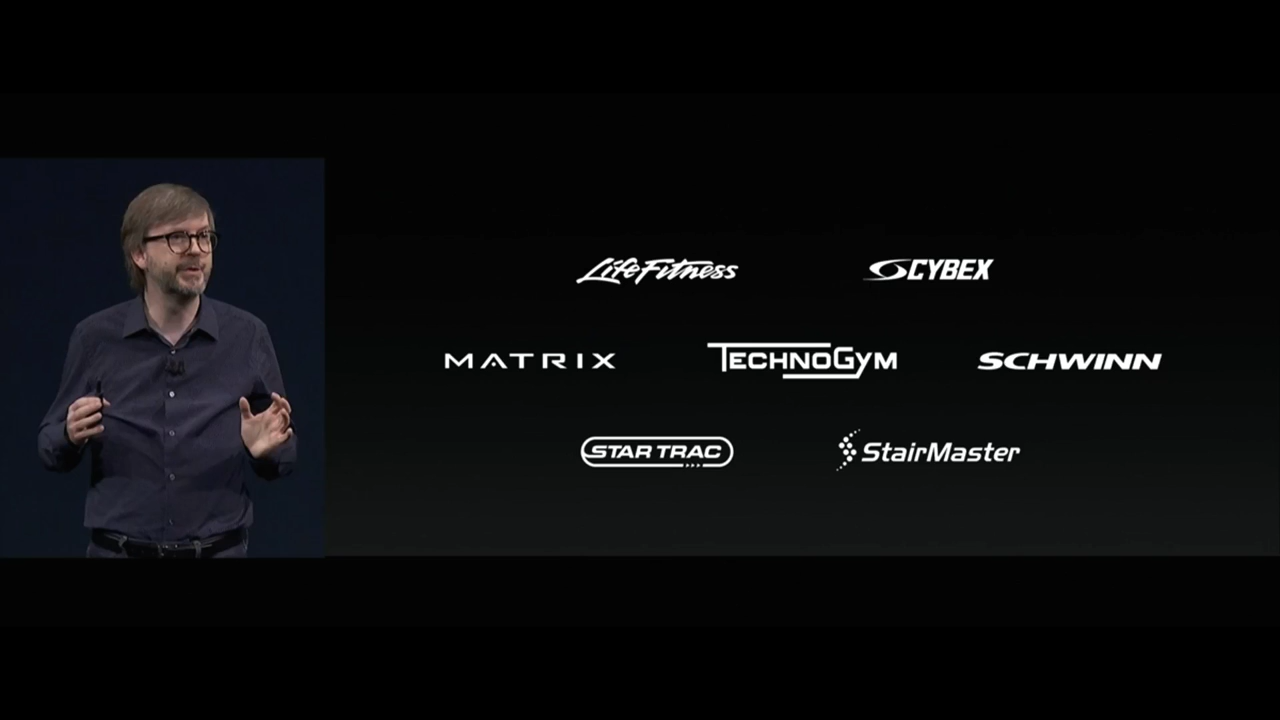 LifeFitness
CYBEX
MATRIX
TECHNOGYM
SCHWINN
STAR TRAC
StairMaster